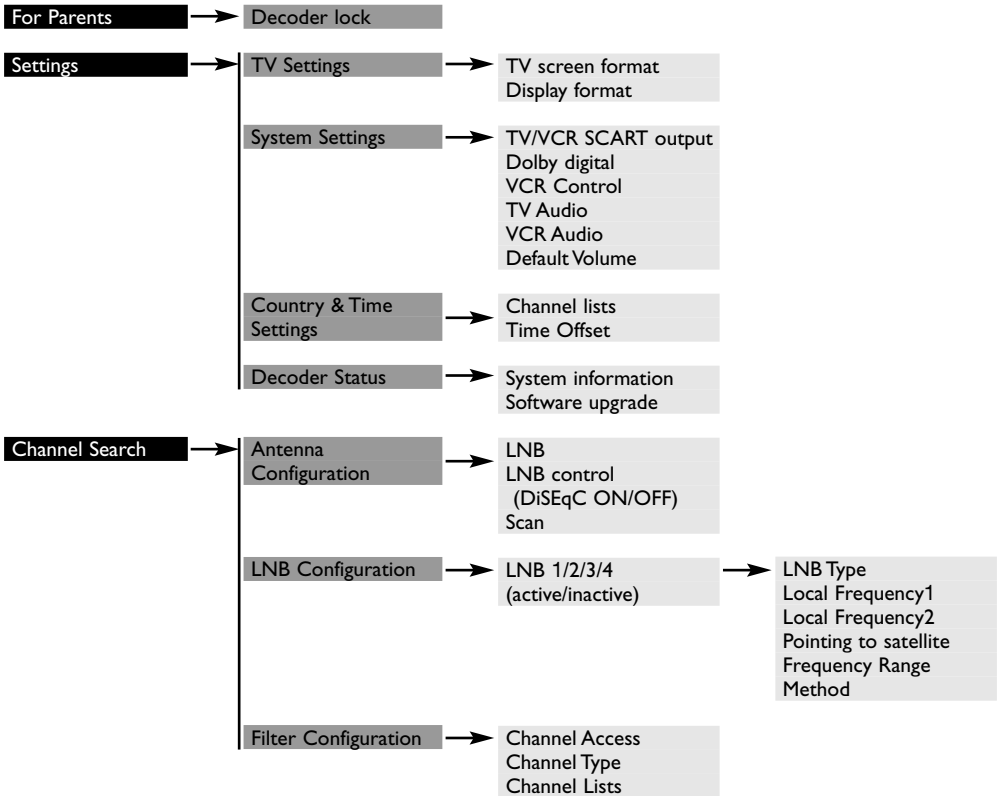 For Parents
Decoder lock
Settings
TV Settings
TV screen format
Display format
System Settings
TV/VCR SCART output
Dolby digital
VCR Control
TV Audio
VCR Audio
Default Volume
Country & Time
Settings
Channel lists
Time Offset
Decoder Status
System information
Software upgrade
Channel Search
Antenna
Configuration
LNB
LNB control
(DiSEqC ON/OFF)
Scan
LNB Configuration
LNB 1/2/3/4
(active/inactive)
LNB Type
Local Frequency1
Local Frequency2
Pointing to satellite
Frequency Range
Method
Filter Configuration
Channel Access
Channel Type
Channel Lists